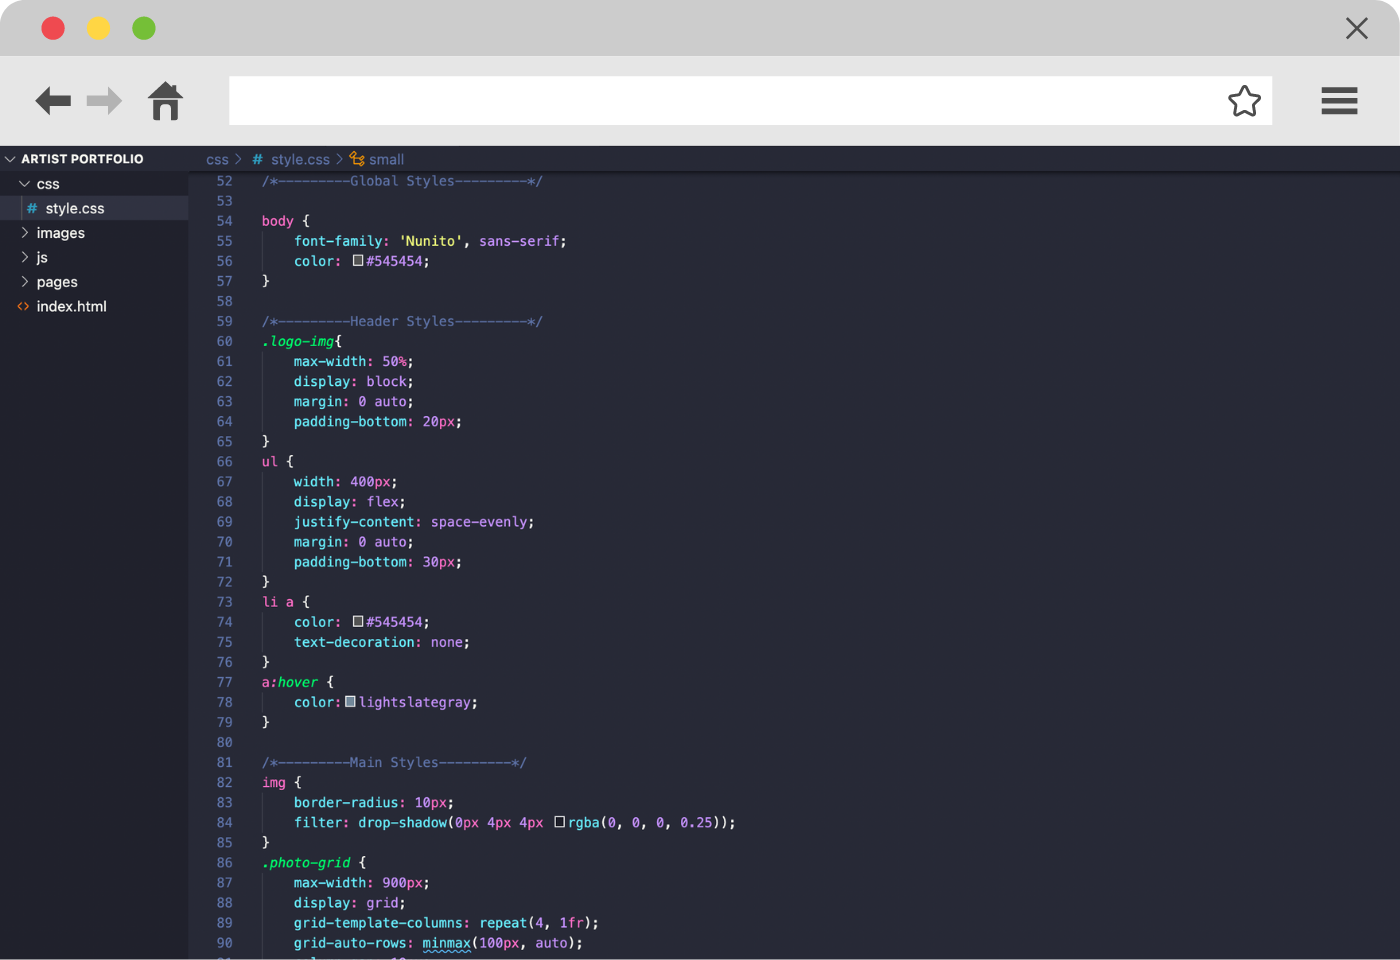 ARTIST PORTFOLIO
css
# style.css
images
js
pages
<> index.html
css > # style.css > small
52 /*---------Global Styles---------*/
53
54 body {
55     font-family: 'Nunito', sans-serif;
56     color: #545454;
57 }
58
59 /*---------Header Styles---------*/
60 .logo-img{
61     max-width: 50%;
62     display: block;
63     margin: 0 auto;
64     padding-bottom: 20px;
65 }
66 ul {
67     width: 400px;
68     display: flex;
69     justify-content: space-evenly;
70     margin: 0 auto;
71     padding-bottom: 30px;
72 }
73 li a {
74     color: #545454;
75     text-decoration: none;
76 }
77 a:hover {
78     color:lightslategray;
79 }
80
81 /*---------Main Styles---------*/
82 img {
83     border-radius: 10px;
84     filter: drop-shadow(0px 4px 4px rgba(0, 0, 0, 0.25));
85 }
86 .photo-grid {
87     max-width: 900px;
88     display: grid;
89     grid-template-columns: repeat(4, 1fr);
90     grid-auto-rows: minmax(100px, auto);